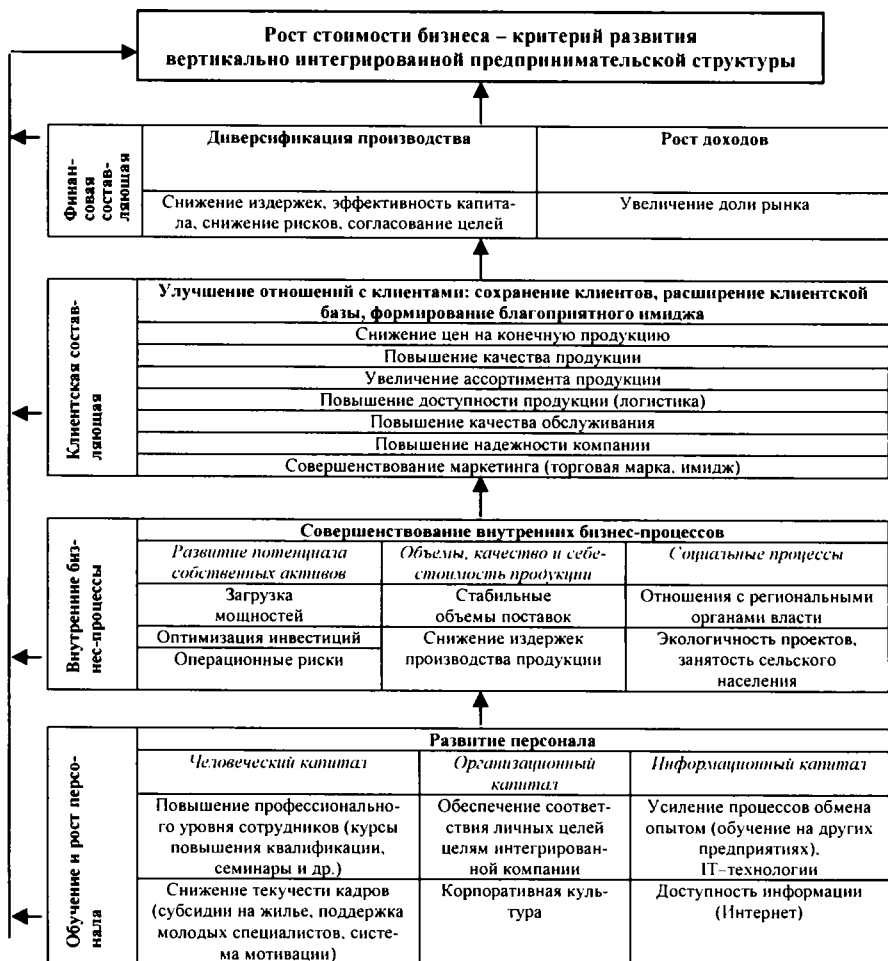 Рост стоимости бизнеса – критерий развития
вертикально интегрированной предпринимательской структуры
Финан-
совая
состав-
ляющая
Диверсификация производства
Рост доходов
Снижение издержек, эффективность капита-
ла, снижение рисков, согласование целей
Увеличение доли рынка
Клиентская состав-
ляющая
Улучшение отношений с клиентами: сохранение клиентов, расширение клиентской
базы, формирование благоприятного имиджа
Снижение цен на конечную продукцию
Повышение качества продукции
Увеличение ассортимента продукции
Повышение доступности продукции (логистика)
Повышение качества обслуживания
Повышение надежности компании
Совершенствование маркетинга (торговая марка, имидж)
Внутренние биз-
нес-процессы
Совершенствование внутренних бизнес-процессов
Развитие потенциала
собственных активов
Объемы, качество и себе-
стоимость продукции
Социальные процессы
Загрузка
мощностей
Стабильные
объемы поставок
Отношения с региональными
органами власти
Оптимизация инвестиций
Операционные риски
Снижение издержек
производства продукции
Экологичность проектов,
занятость сельского
населения
Обучение и рост персо-
нала
Развитие персонала
Человеческий капитал
Организационный
капитал
Информационный капитал
Повышение профессионально-
го уровня сотрудников (курсы
повышения квалификации,
семинары и др.)
Обеспечение соответ-
ствия личных целей
целям интегрирован-
ной компании
Усиление процессов обмена
опытом (обучение на других
предприятиях),
IT–технологии
Снижение текучести кадров
(субсидии на жилье, поддержка
молодых специалистов, систе-
ма мотивации)
Корпоративная куль-
тура
Доступность информации
(Интернет)